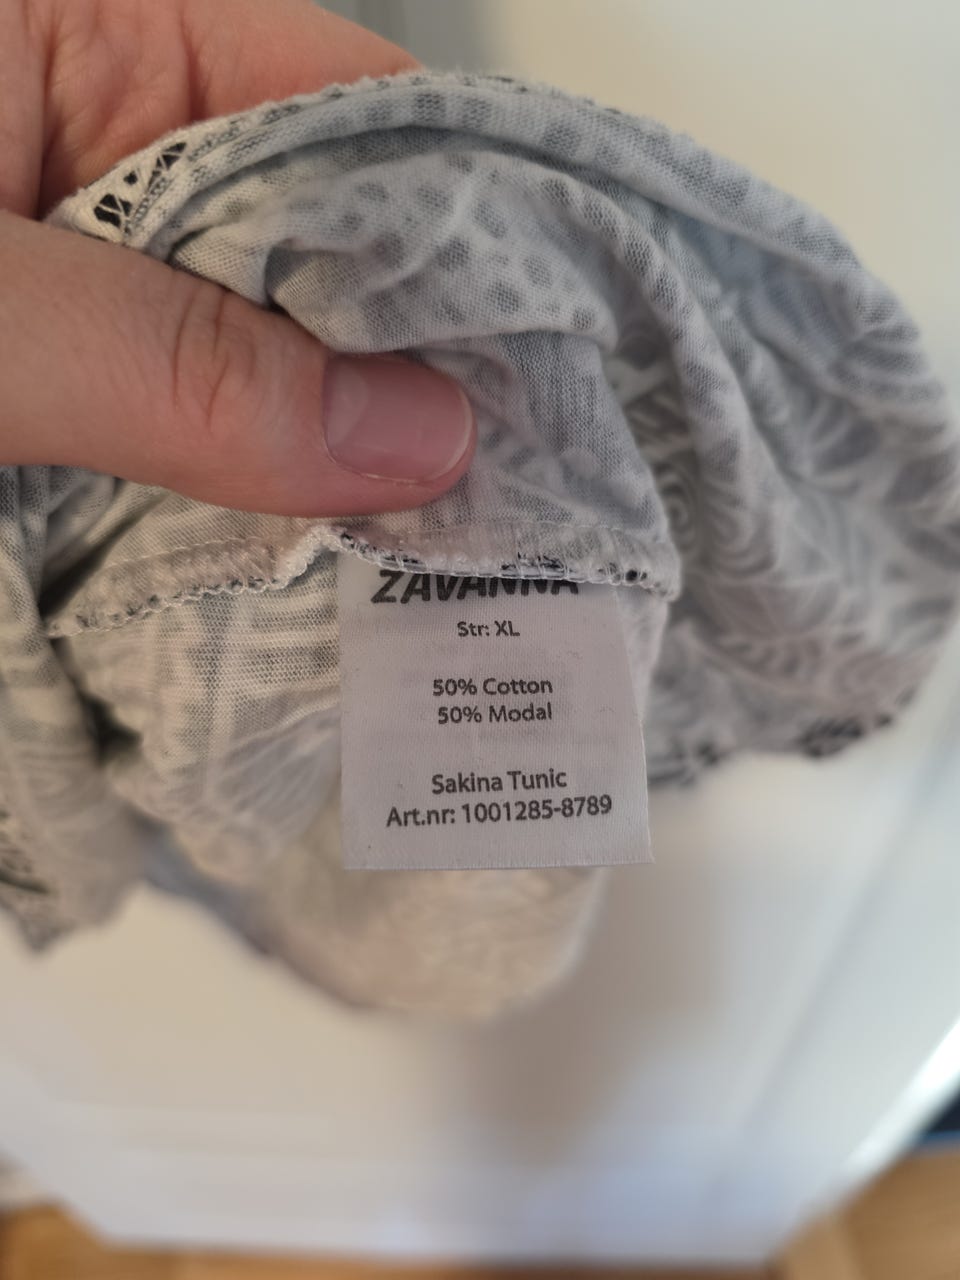 ZAVANNA
Str: XL
50% Cotton
50% Modal
Sakina Tunic
Art.nr: 1001285-8789